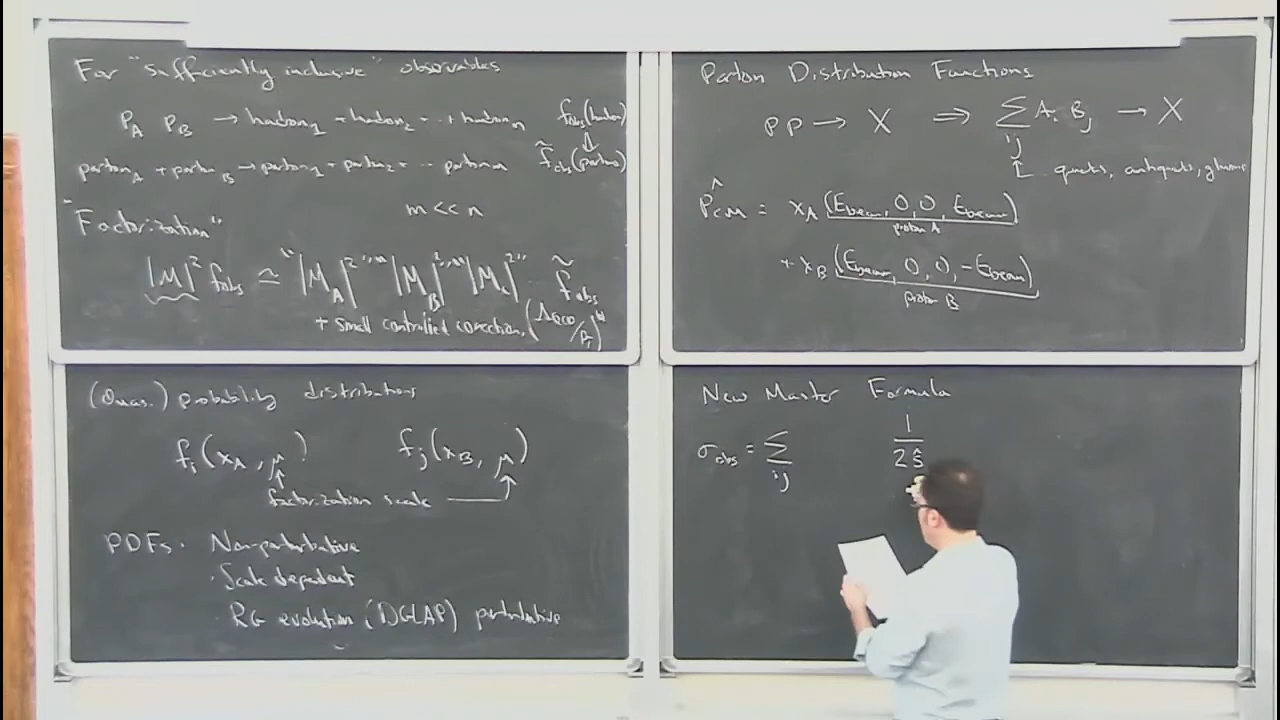 For "sufficiently inclusive" observables
P_A P_B → hadron_1 + hadron_2 + ... + hadron_n f_obs(hadron)
⇓
parton_A + parton_B → parton_1 + parton_2 + ... parton_m f̃_obs(partons)
m << n
"Factorization"
|M|² f_obs ≃ "|M_A|²" "|M_B|²" "|M_x|²" f̃_obs
+ small controlled correction,
Parton Distribution Functions
pp → X ⇒ Σ_ij A_i B_j → X
quarks, antiquarks, gluons
P̂_CM = x_A (E_beam, 0, 0, E_beam)
proton A
+ x_B (E_beam, 0, 0, -E_beam)
proton B
(Quasi) probability distributions
f_i(x_A, μ) f_j(x_B, μ)
factorization scale
PDFs · Non-perturbative
· Scale dependent
· RG evolution (DGLAP) perturbative
New Master Formula
σ_obs = Σ_ij 1/2ŝ